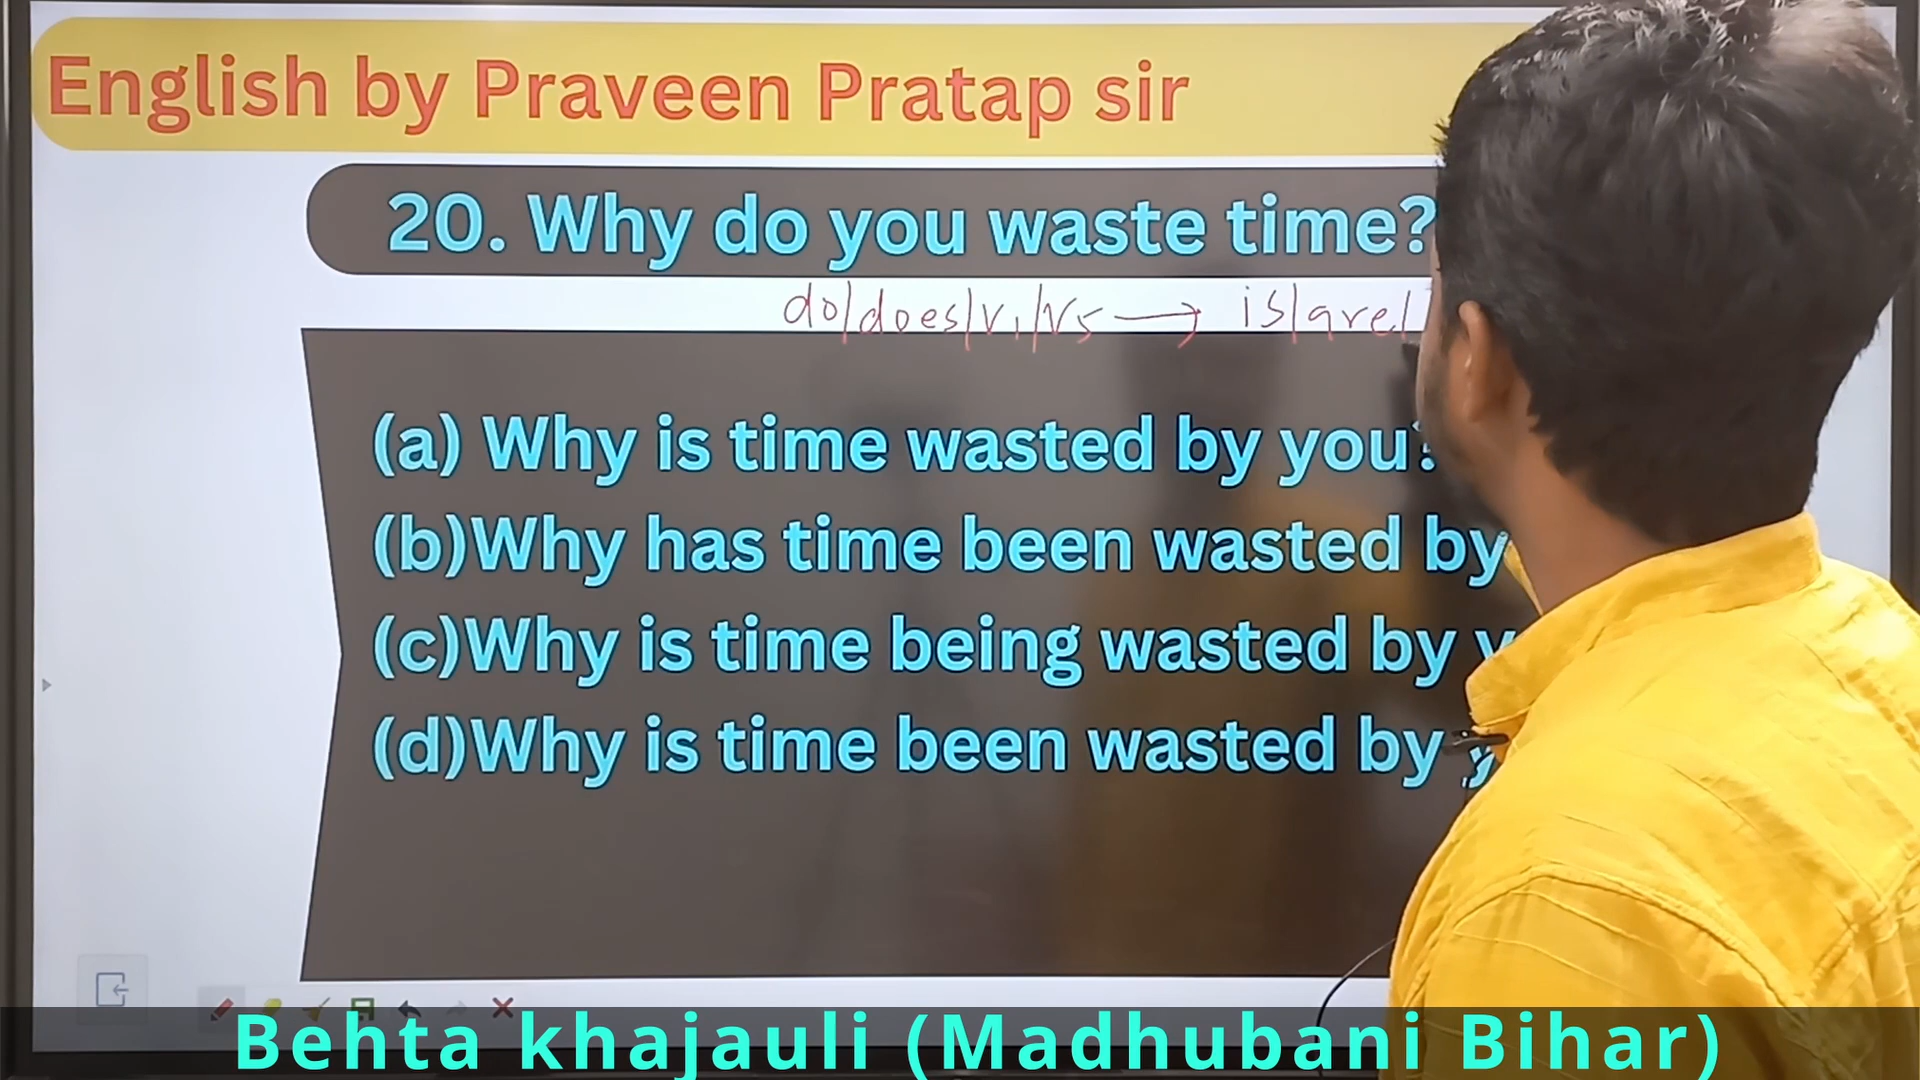 English by Praveen Pratap sir
20. Why do you waste time?
do/does/V1/V5 → is/are/
(a) Why is time wasted by you?
(b)Why has time been wasted by
(c)Why is time being wasted by
(d)Why is time been wasted by
Behta khajauli (Madhubani Bihar)